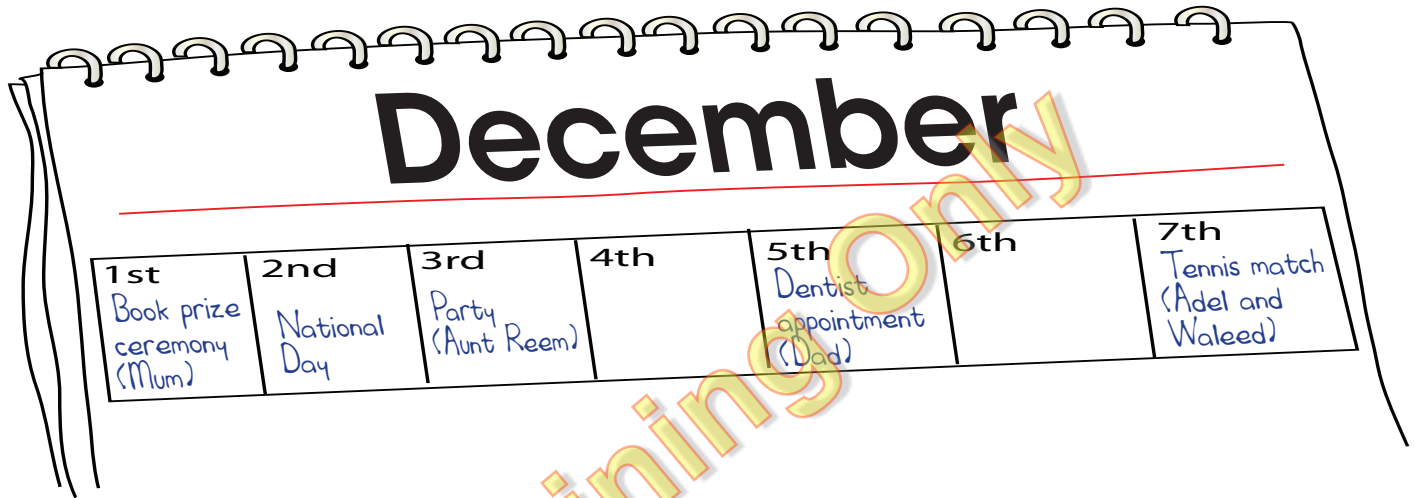 December
1st
Book prize
ceremony
(Mum)
2nd
National
Day
3rd
Party
(Aunt Reem)
4th
5th
Dentist
appointment
(Dad)
6th
7th
Tennis match
(Adel and
Waleed)
ining Only